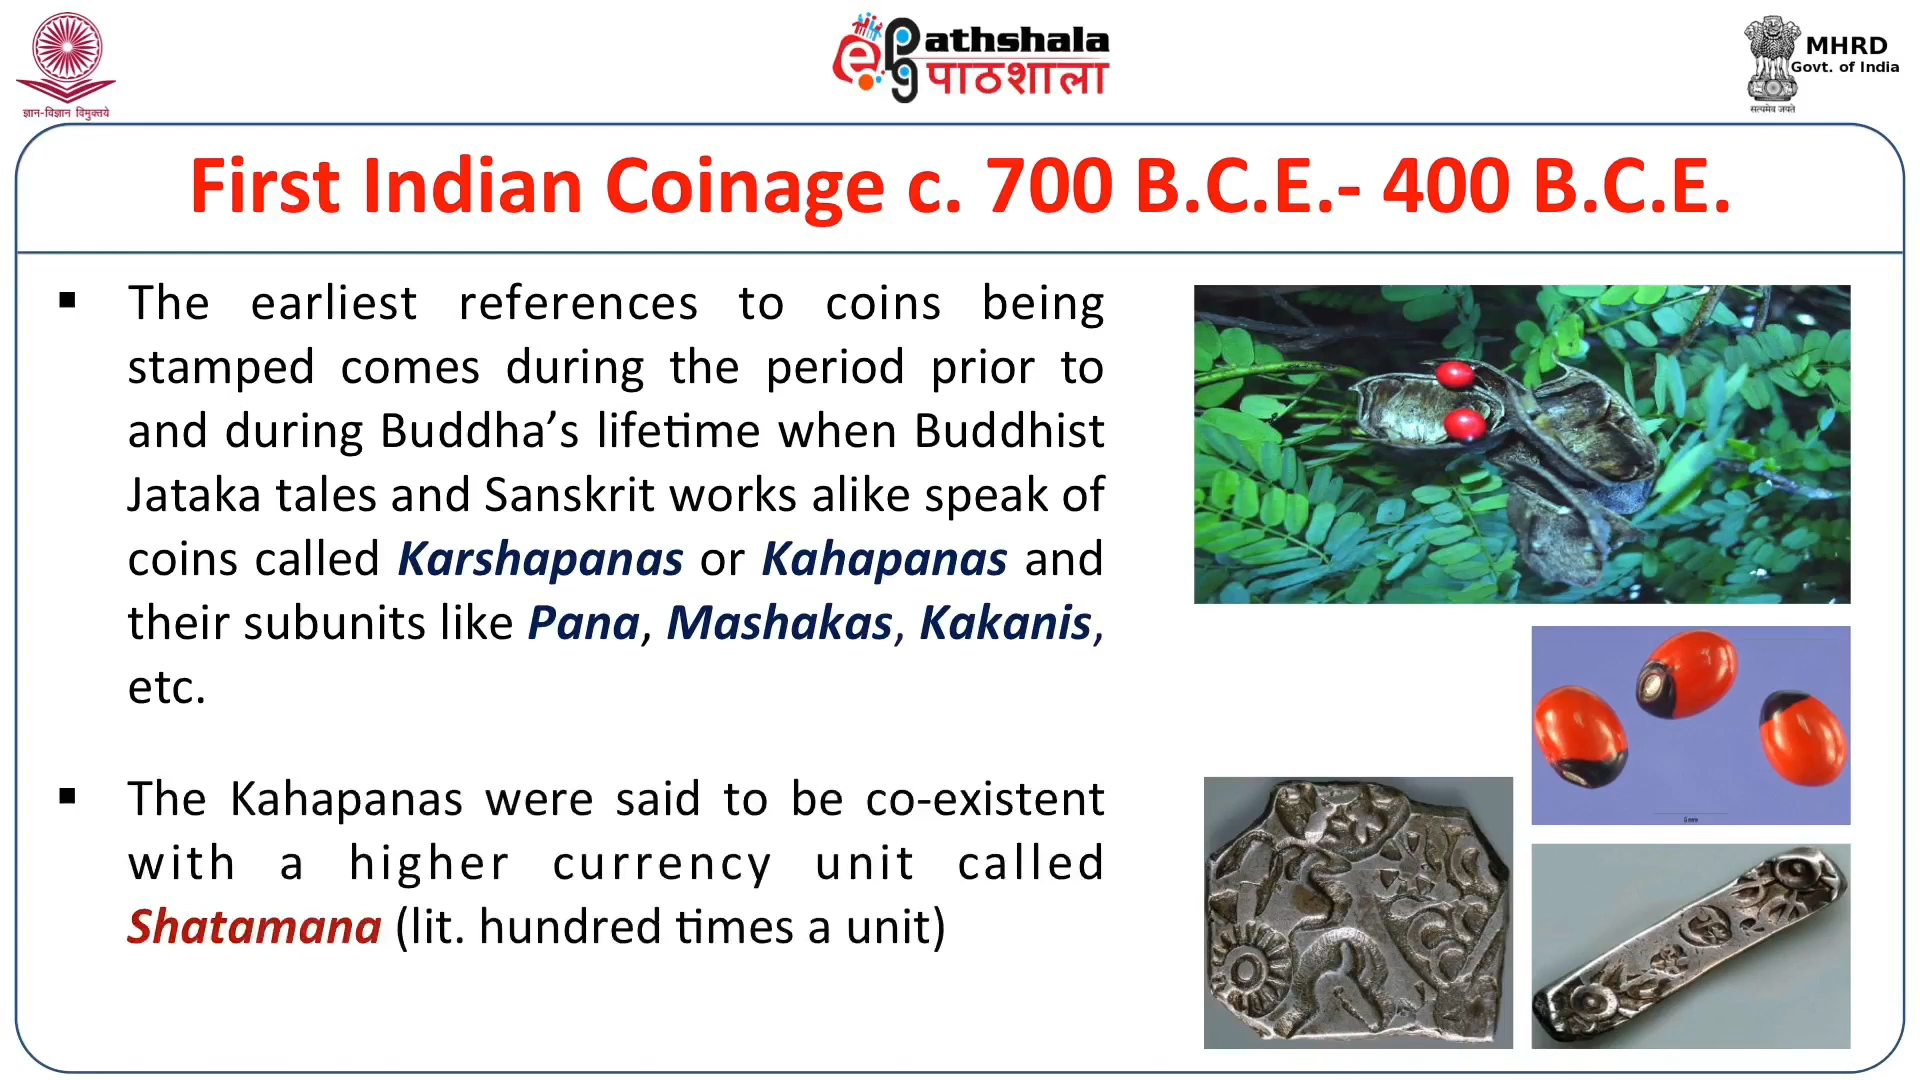 ज्ञान-विज्ञान विमुक्तये
ePathshala
पाठशाला
MHRD
Govt. of India
सत्यमेव जयते
First Indian Coinage c. 700 B.C.E.- 400 B.C.E.
▪ The earliest references to coins being
stamped comes during the period prior to
and during Buddha’s lifetime when Buddhist
Jataka tales and Sanskrit works alike speak of
coins called Karshapanas or Kahapanas and
their subunits like Pana, Mashakas, Kakanis,
etc.
▪ The Kahapanas were said to be co-existent
with a higher currency unit called
Shatamana (lit. hundred times a unit)